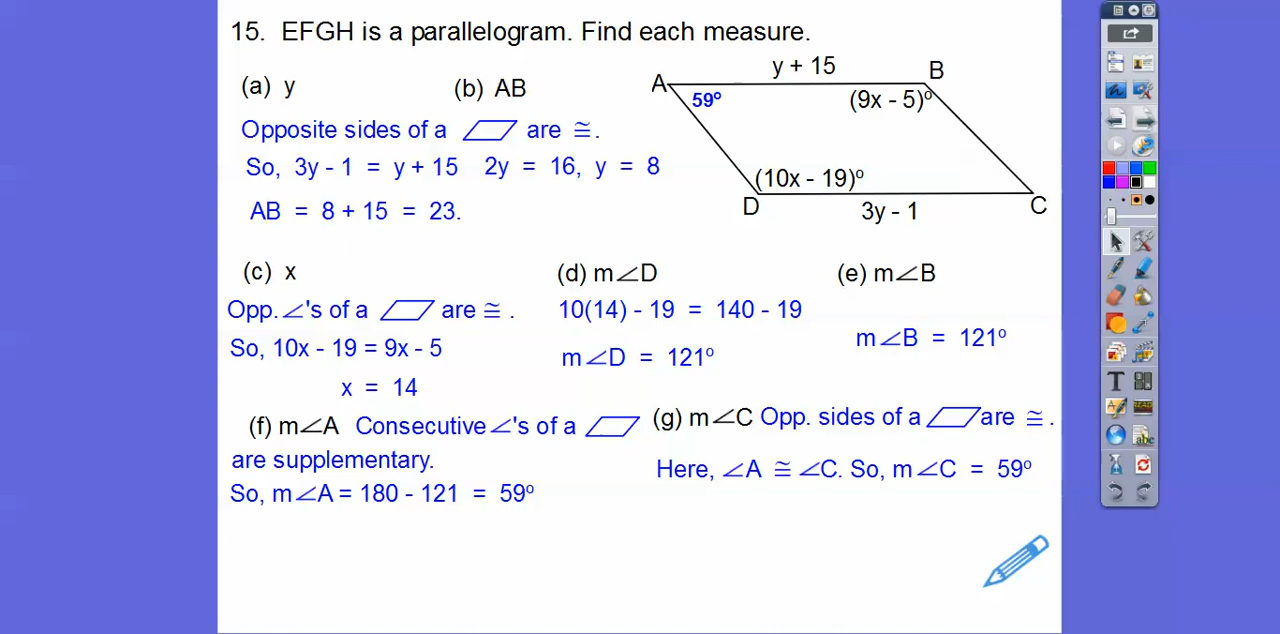 15. EFGH is a parallelogram. Find each measure.
(a) y
(b) AB
Opposite sides of a ▱ are ≅.
So, 3y - 1 = y + 15 2y = 16, y = 8
AB = 8 + 15 = 23.
A
y + 15
B
59°
(9x - 5)°
(10x - 19)°
D
3y - 1
C
(c) x
Opp. ∠'s of a ▱ are ≅ .
So, 10x - 19 = 9x - 5
x = 14
(d) m∠D
10(14) - 19 = 140 - 19
m∠D = 121°
(e) m∠B
m∠B = 121°
(f) m∠A Consecutive ∠'s of a ▱
are supplementary.
So, m∠A = 180 - 121 = 59°
(g) m∠C Opp. sides of a ▱ are ≅ .
Here, ∠A ≅ ∠C. So, m∠C = 59°